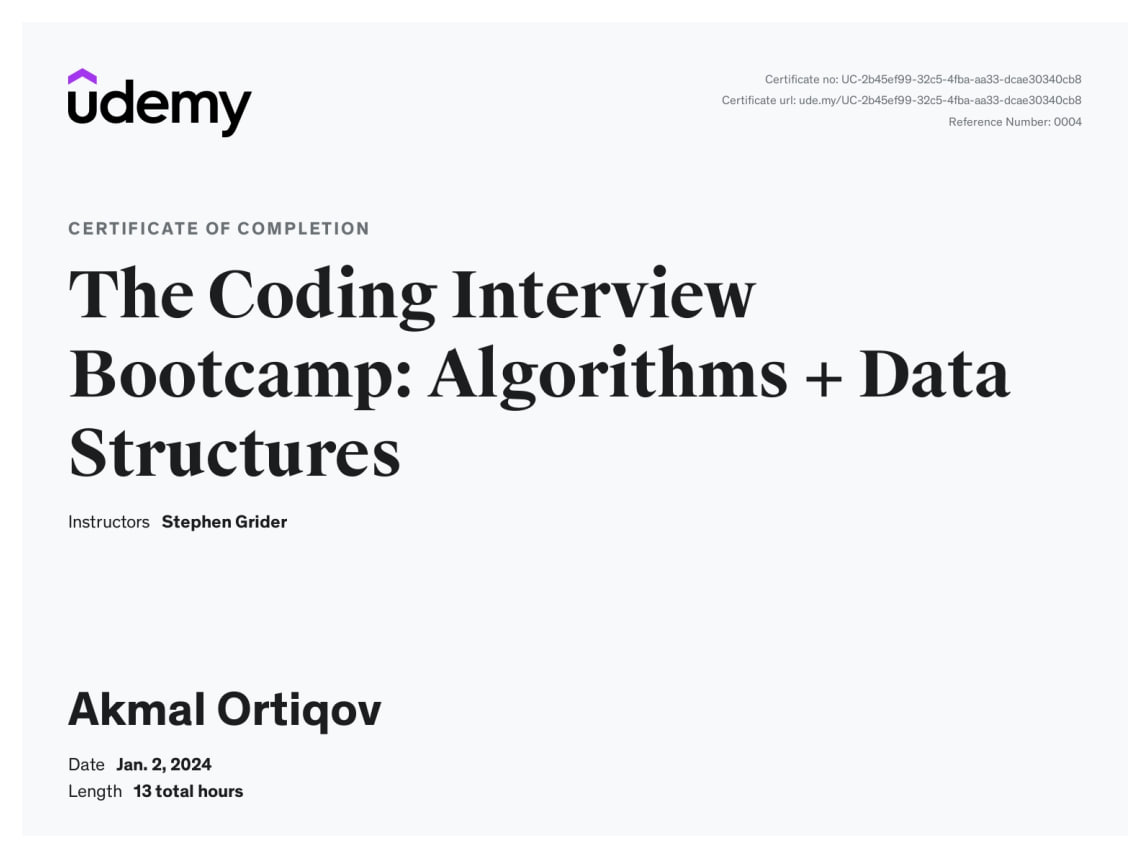 udemy
Certificate no: UC-2b45ef99-32c5-4fba-aa33-dcae30340cb8
Certificate url: ude.my/UC-2b45ef99-32c5-4fba-aa33-dcae30340cb8
Reference Number: 0004
CERTIFICATE OF COMPLETION
The Coding Interview
Bootcamp: Algorithms + Data
Structures
Instructors Stephen Grider
Akmal Ortiqov
Date Jan. 2, 2024
Length 13 total hours